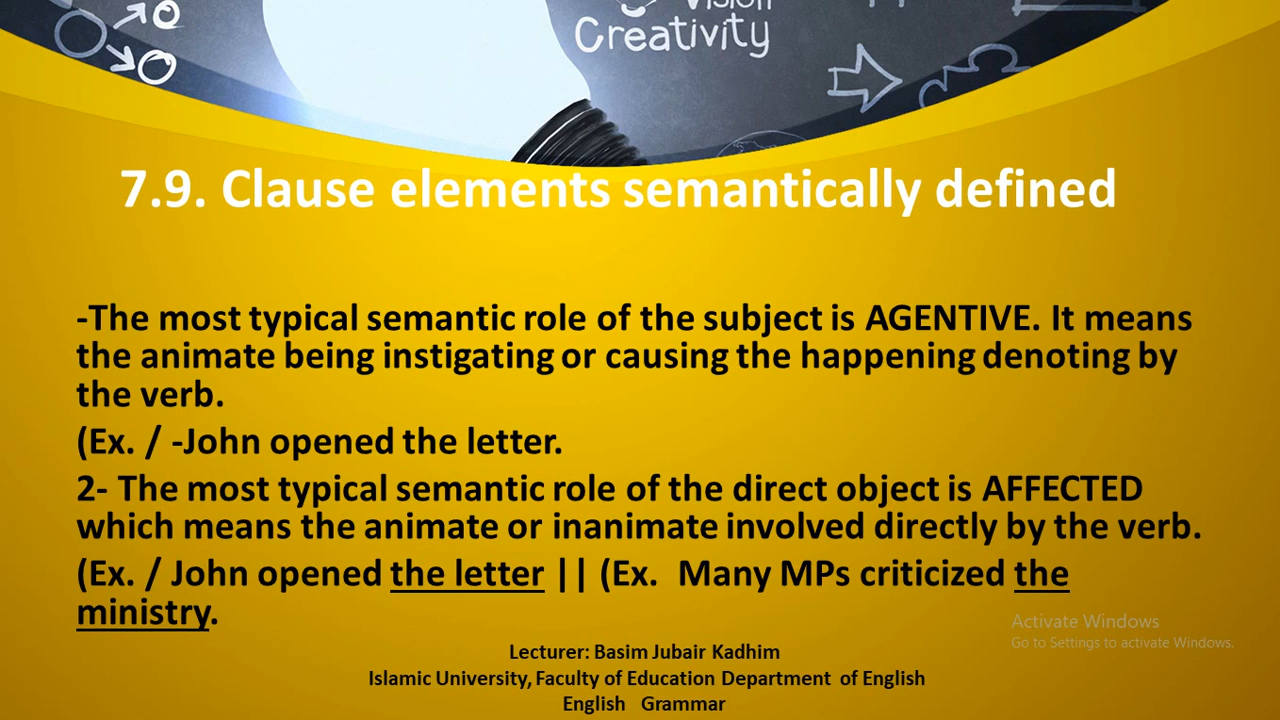 Vision
Creativity
7.9. Clause elements semantically defined
-The most typical semantic role of the subject is AGENTIVE. It means
the animate being instigating or causing the happening denoting by
the verb.
(Ex. / -John opened the letter.
2- The most typical semantic role of the direct object is AFFECTED
which means the animate or inanimate involved directly by the verb.
(Ex. / John opened the letter || (Ex. Many MPs criticized the
ministry.
Activate Windows
Go to Settings to activate Windows.
Lecturer: Basim Jubair Kadhim
Islamic University, Faculty of Education Department of English
English Grammar